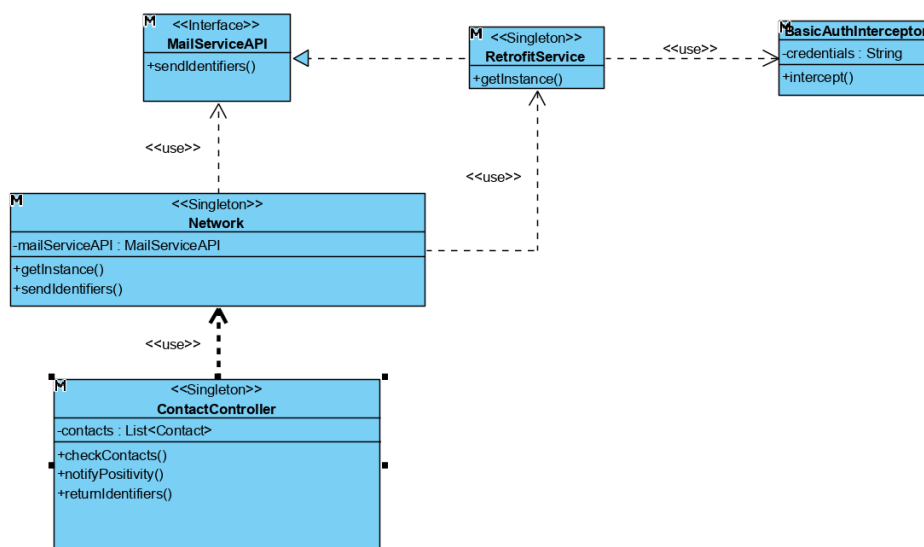 M
<<Interface>>
MailServiceAPI
+sendIdentifiers()
M
<<Singleton>>
RetrofitService
+getInstance()
<<use>>
M
BasicAuthInterceptor
-credentials : String
+intercept()
<<use>>
<<use>>
M
<<Singleton>>
Network
-mailServiceAPI : MailServiceAPI
+getInstance()
+sendIdentifiers()
<<use>>
M
<<Singleton>>
ContactController
-contacts : List<Contact>
+checkContacts()
+notifyPositivity()
+returnIdentifiers()